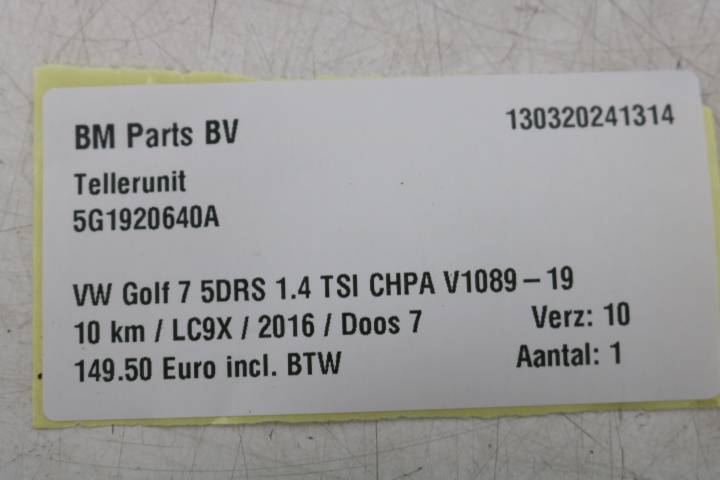 BM Parts BV 130320241314
Tellerunit
5G1920640A
VW Golf 7 5DRS 1.4 TSI CHPA V1089 – 19
10 km / LC9X / 2016 / Doos 7 Verz: 10
149.50 Euro incl. BTW Aantal: 1